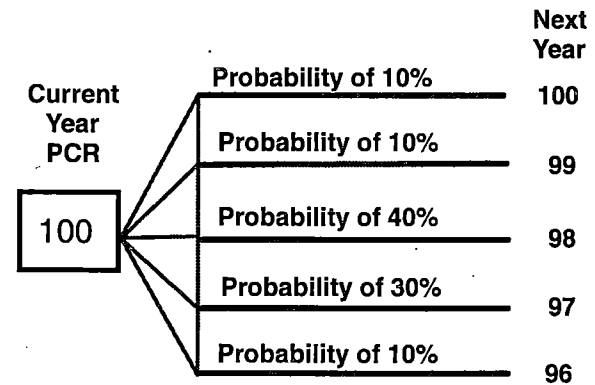 Current
Year
PCR
100
Next
Year
Probability of 10%
100
Probability of 10%
99
Probability of 40%
98
Probability of 30%
97
Probability of 10%
96